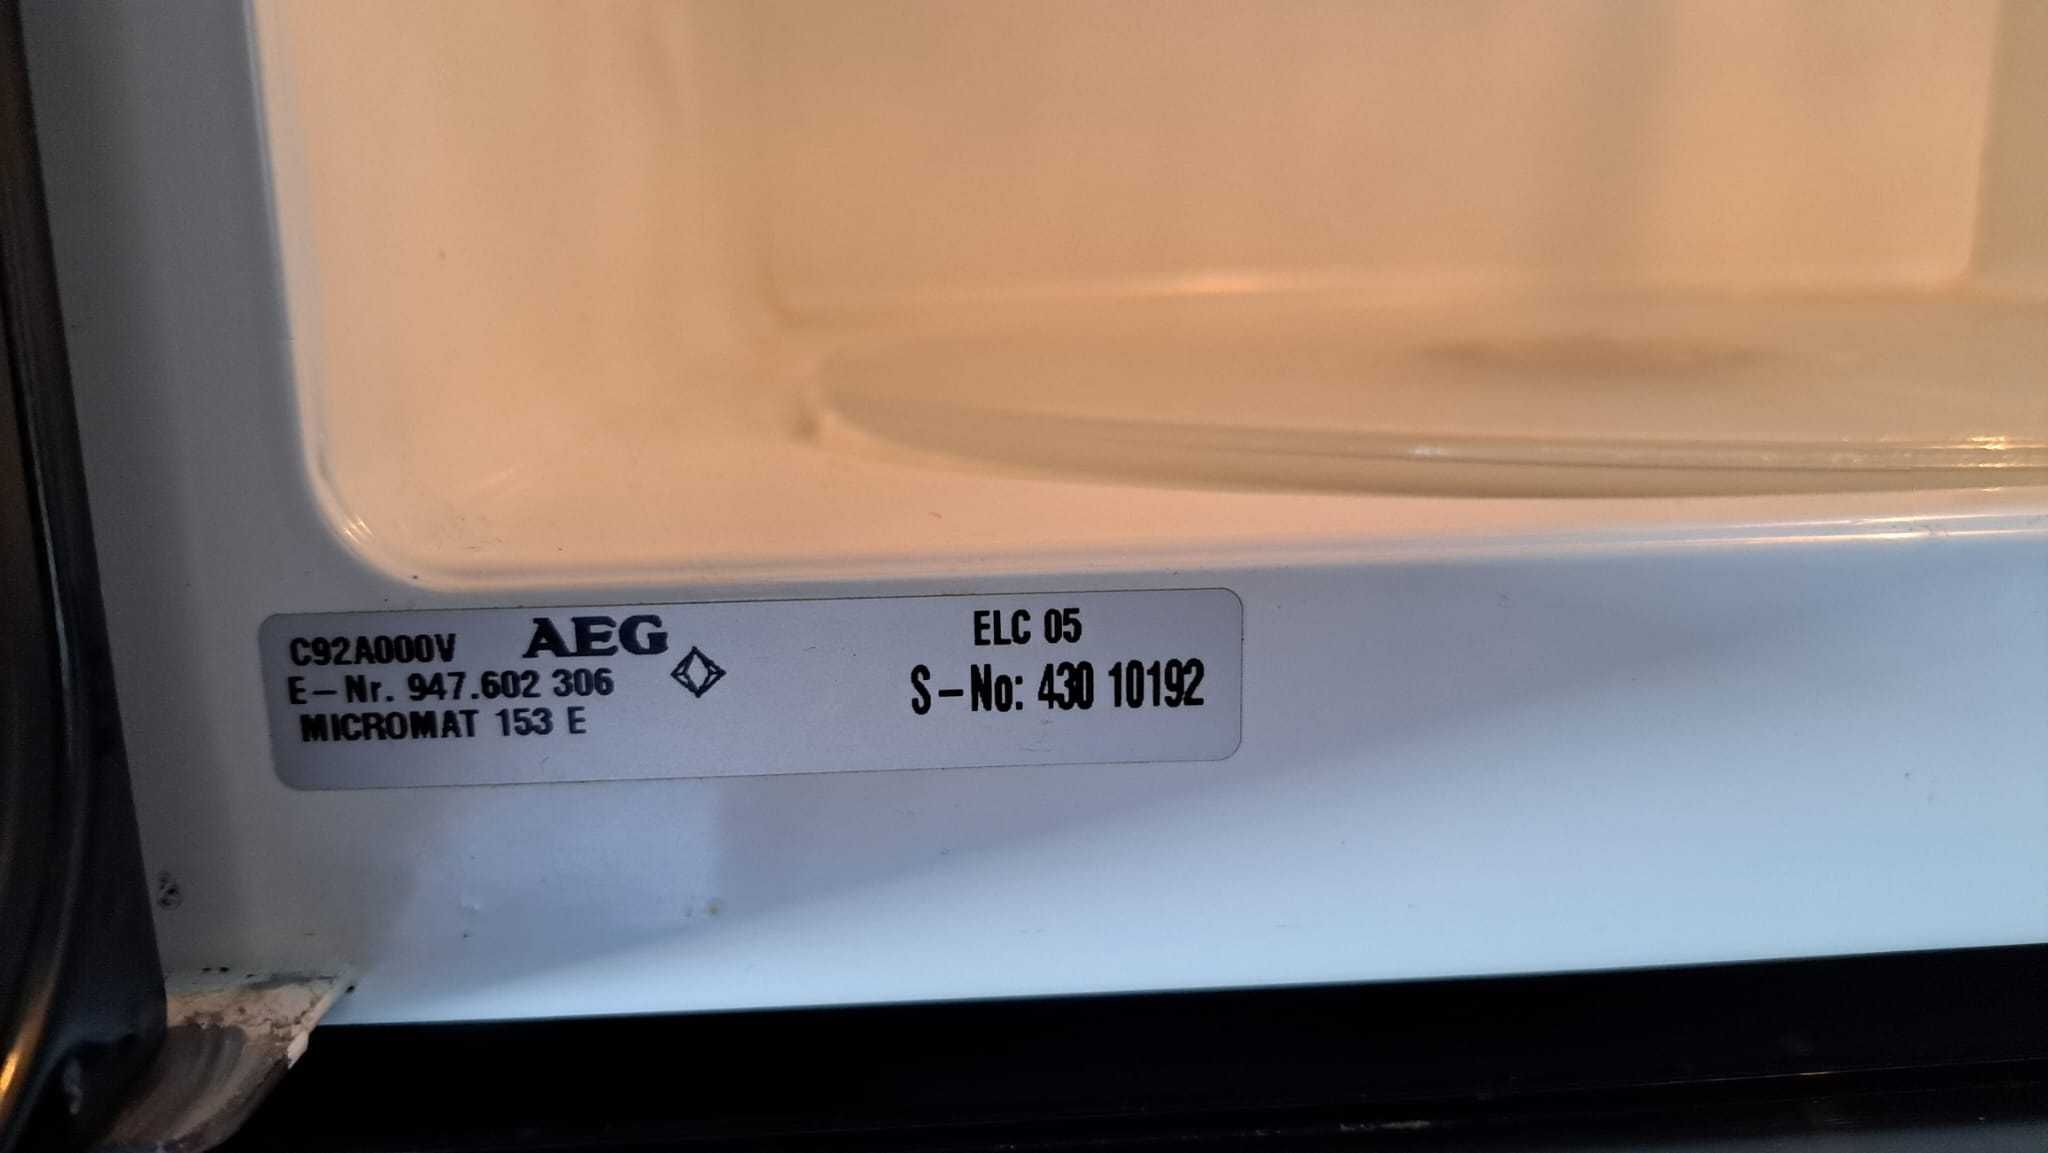 C92A000V AEG
E-Nr. 947.602 306
MICROMAT 153 E
ELC 05
S-No: 430 10192